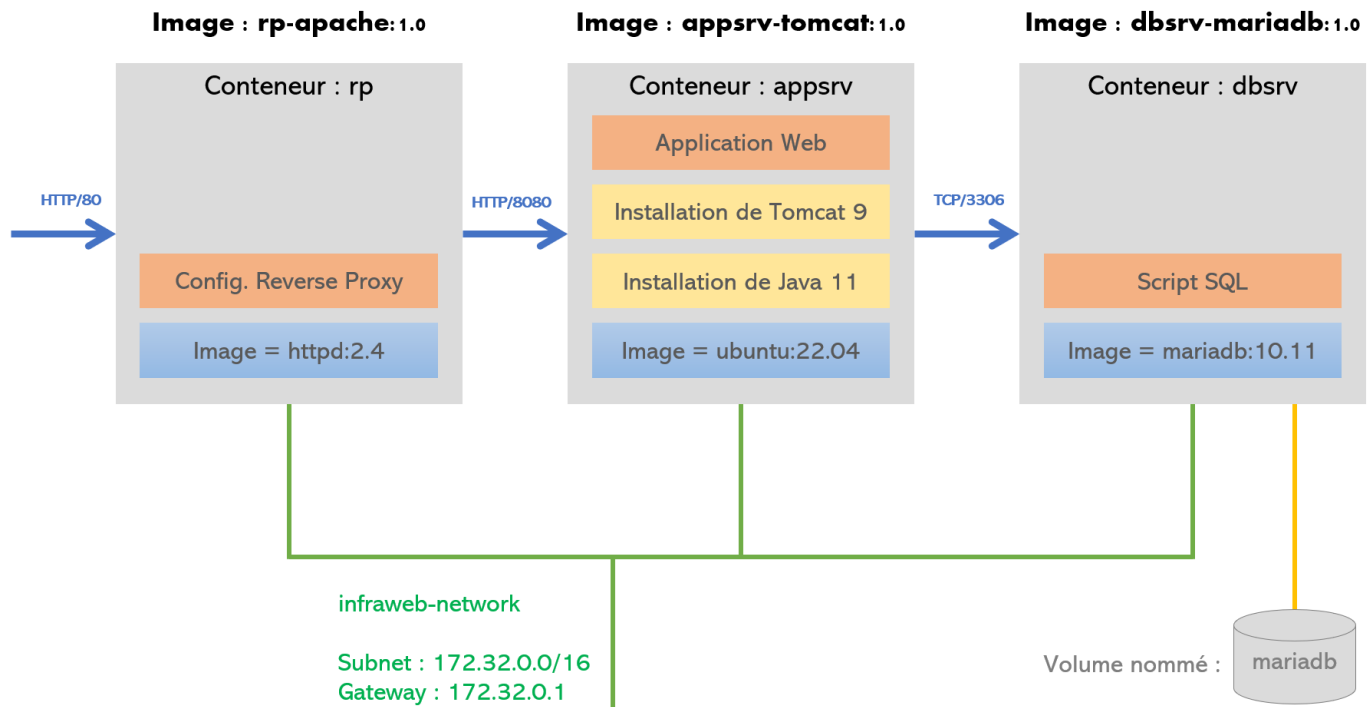 Image : rp-apache:1.0
Image : appsrv-tomcat:1.0
Image : dbsrv-mariadb:1.0
Conteneur : rp
Conteneur : appsrv
Conteneur : dbsrv
Application Web
HTTP/80
HTTP/8080
Installation de Tomcat 9
TCP/3306
Config. Reverse Proxy
Installation de Java 11
Script SQL
Image = httpd:2.4
Image = ubuntu:22.04
Image = mariadb:10.11
infraweb-network
Subnet : 172.32.0.0/16
Gateway : 172.32.0.1
Volume nommé :
mariadb